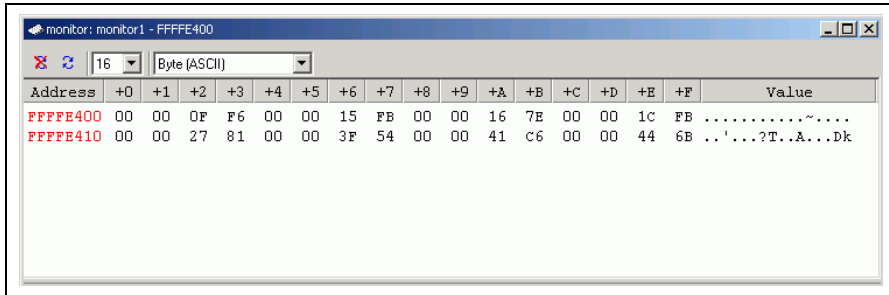 monitor: monitor1 - FFFFE400
16 Byte (ASCII)
Address +0 +1 +2 +3 +4 +5 +6 +7 +8 +9 +A +B +C +D +E +F Value
FFFFE400 00 00 0F F6 00 00 15 FB 00 00 16 7E 00 00 1C FB ...........~....
FFFFE410 00 00 27 81 00 00 3F 54 00 00 41 C6 00 00 44 6B ..'...?T..A...Dk